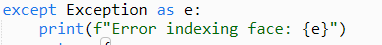 except Exception as e:
    print(f"Error indexing face: {e}")